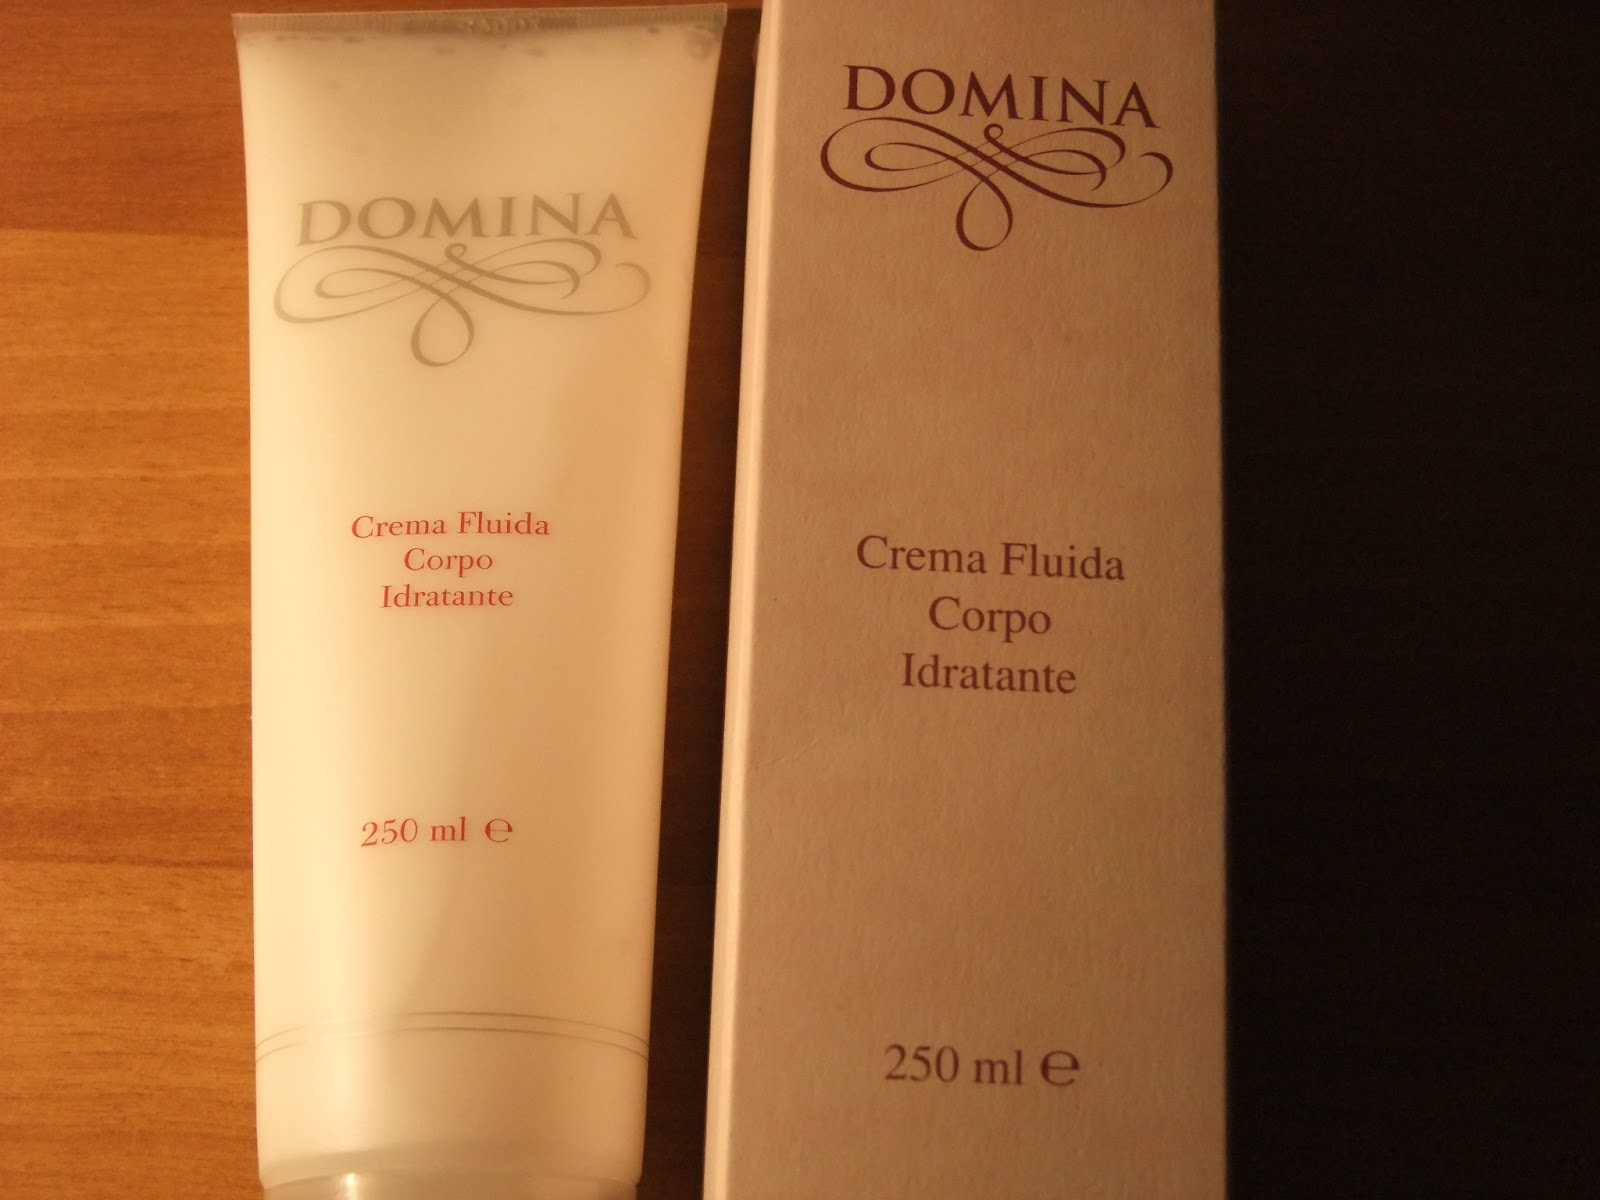 DOMINA
Crema Fluida
Corpo
Idratante
250 ml ℮
DOMINA
Crema Fluida
Corpo
Idratante
250 ml ℮